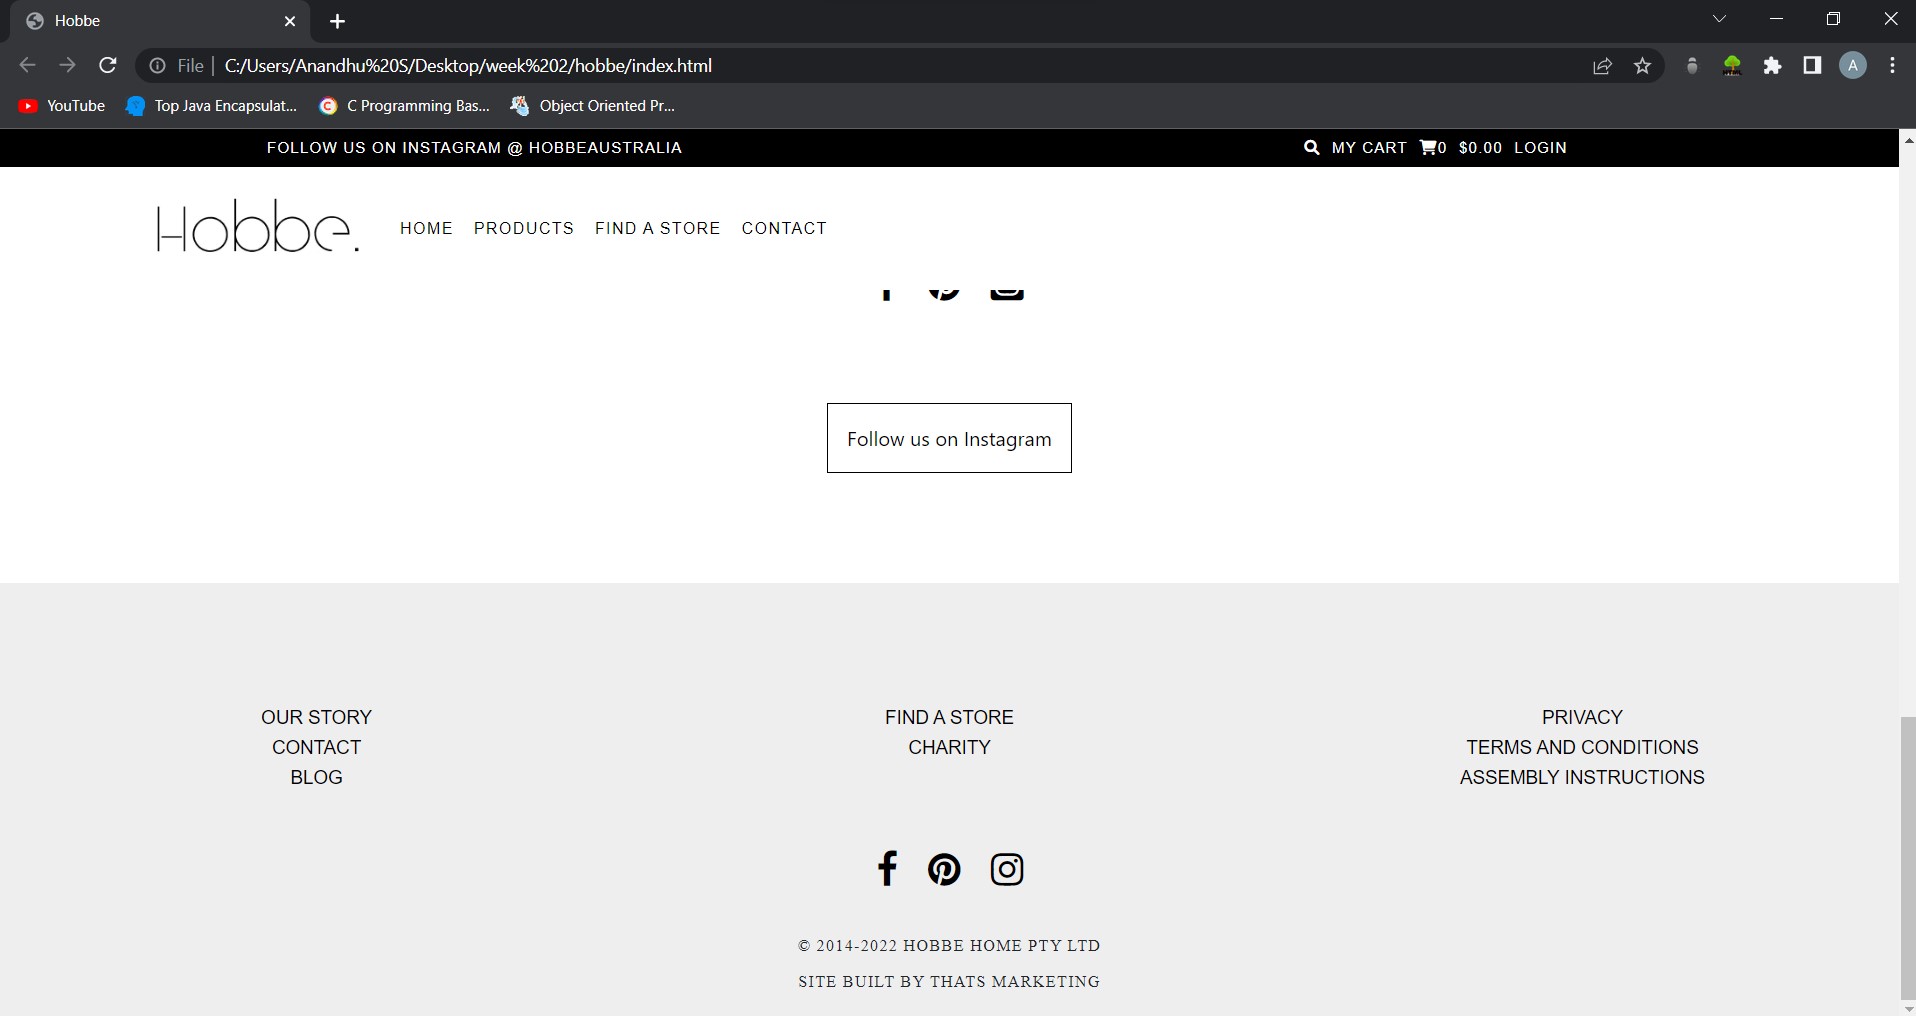 Hobbe
File | C:/Users/Anandhu%20S/Desktop/week%202/hobbe/index.html
A
YouTube Top Java Encapsulat... C Programming Bas... Object Oriented Pr...
FOLLOW US ON INSTAGRAM @ HOBBEAUSTRALIA MY CART 0 $0.00 LOGIN
Hobbe. HOME PRODUCTS FIND A STORE CONTACT
Follow us on Instagram
OUR STORY FIND A STORE PRIVACY
CONTACT CHARITY TERMS AND CONDITIONS
BLOG ASSEMBLY INSTRUCTIONS
© 2014-2022 HOBBE HOME PTY LTD
SITE BUILT BY THATS MARKETING